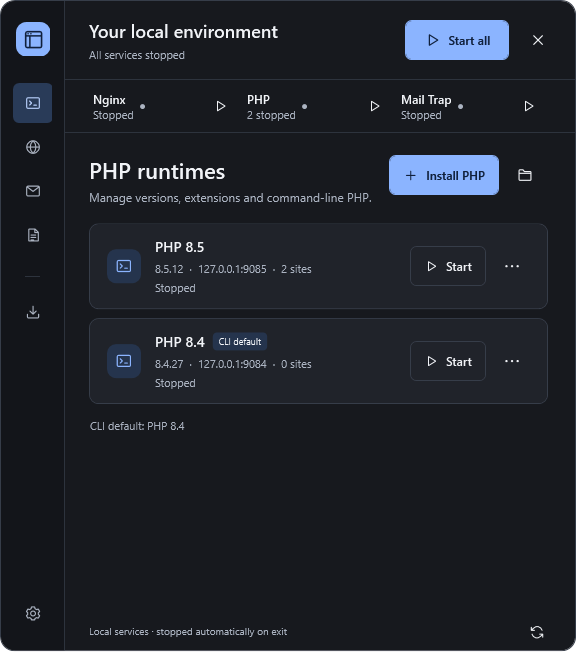 Your local environment
All services stopped
Start all
Nginx
Stopped
PHP
2 stopped
Mail Trap
Stopped
PHP runtimes
Manage versions, extensions and command-line PHP.
Install PHP
PHP 8.5
8.5.12 · 127.0.0.1:9085 · 2 sites
Stopped
Start
PHP 8.4 CLI default
8.4.27 · 127.0.0.1:9084 · 0 sites
Stopped
Start
CLI default: PHP 8.4
Local services · stopped automatically on exit